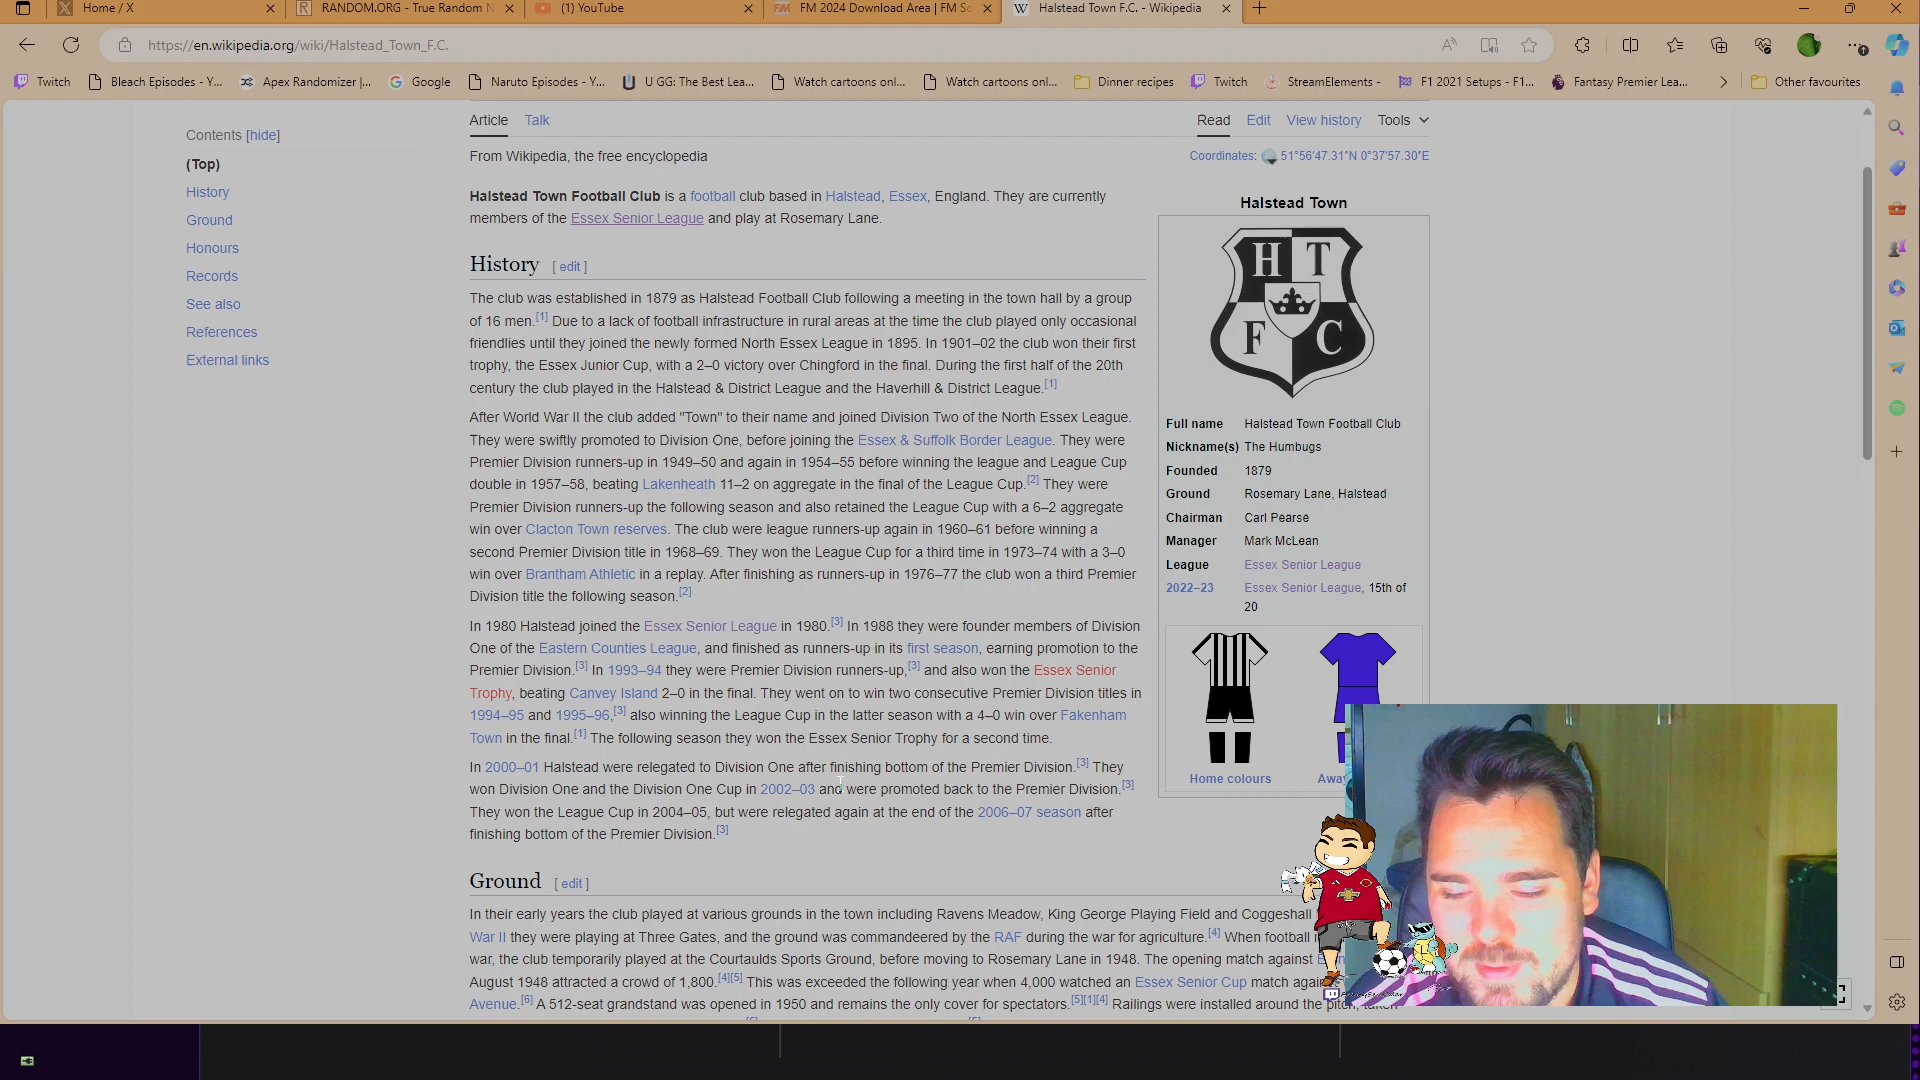 Home / X
RANDOM.ORG - True Random N
(1) YouTube
FM 2024 Download Area | FM Sc
Halstead Town F.C. - Wikipedia
https://en.wikipedia.org/wiki/Halstead_Town_F.C.
Twitch
Bleach Episodes - Y...
Apex Randomizer |...
Google
Naruto Episodes - Y...
U GG: The Best Lea...
Watch cartoons onl...
Watch cartoons onl...
Dinner recipes
Twitch
StreamElements -
F1 2021 Setups - F1...
Fantasy Premier Lea...
Other favourites
Contents [hide]
(Top)
History
Ground
Honours
Records
See also
References
External links
Article Talk
Read Edit View history Tools
From Wikipedia, the free encyclopedia
Coordinates: 51°56′47.31″N 0°37′57.30″E
Halstead Town Football Club is a football club based in Halstead, Essex, England. They are currently
members of the Essex Senior League and play at Rosemary Lane.
History [ edit ]
The club was established in 1879 as Halstead Football Club following a meeting in the town hall by a group
of 16 men.[1] Due to a lack of football infrastructure in rural areas at the time the club played only occasional
friendlies until they joined the newly formed North Essex League in 1895. In 1901–02 the club won their first
trophy, the Essex Junior Cup, with a 2–0 victory over Chingford in the final. During the first half of the 20th
century the club played in the Halstead & District League and the Haverhill & District League.[1]
After World War II the club added "Town" to their name and joined Division Two of the North Essex League.
They were swiftly promoted to Division One, before joining the Essex & Suffolk Border League. They were
Premier Division runners-up in 1949–50 and again in 1954–55 before winning the league and League Cup
double in 1957–58, beating Lakenheath 11–2 on aggregate in the final of the League Cup.[2] They were
Premier Division runners-up the following season and also retained the League Cup with a 6–2 aggregate
win over Clacton Town reserves. The club were league runners-up again in 1960–61 before winning a
second Premier Division title in 1968–69. They won the League Cup for a third time in 1973–74 with a 3–0
win over Brantham Athletic in a replay. After finishing as runners-up in 1976–77 the club won a third Premier
Division title the following season.[2]
In 1980 Halstead joined the Essex Senior League in 1980.[3] In 1988 they were founder members of Division
One of the Eastern Counties League, and finished as runners-up in its first season, earning promotion to the
Premier Division.[3] In 1993–94 they were Premier Division runners-up,[3] and also won the Essex Senior
Trophy, beating Canvey Island 2–0 in the final. They went on to win two consecutive Premier Division titles in
1994–95 and 1995–96,[3] also winning the League Cup in the latter season with a 4–0 win over Fakenham
Town in the final.[1] The following season they won the Essex Senior Trophy for a second time.
In 2000–01 Halstead were relegated to Division One after finishing bottom of the Premier Division.[3] They
won Division One and the Division One Cup in 2002–03 and were promoted back to the Premier Division.[3]
They won the League Cup in 2004–05, but were relegated again at the end of the 2006–07 season after
finishing bottom of the Premier Division.[3]
Ground [ edit ]
In their early years the club played at various grounds in the town including Ravens Meadow, King George Playing Field and Coggeshall
War II they were playing at Three Gates, and the ground was commandeered by the RAF during the war for agriculture.[4] When football
war, the club temporarily played at the Courtaulds Sports Ground, before moving to Rosemary Lane in 1948. The opening match against
August 1948 attracted a crowd of 1,800.[4][5] This was exceeded the following year when 4,000 watched an Essex Senior Cup match
Avenue.[6] A 512-seat grandstand was opened in 1950 and remains the only cover for spectators.[5][1][4] Railings were installed around the pitch,
Halstead Town
H T
F C
Full name Halstead Town Football Club
Nickname(s) The Humbugs
Founded 1879
Ground Rosemary Lane, Halstead
Chairman Carl Pearse
Manager Mark McLean
League Essex Senior League
2022–23 Essex Senior League, 15th of
20
Home colours